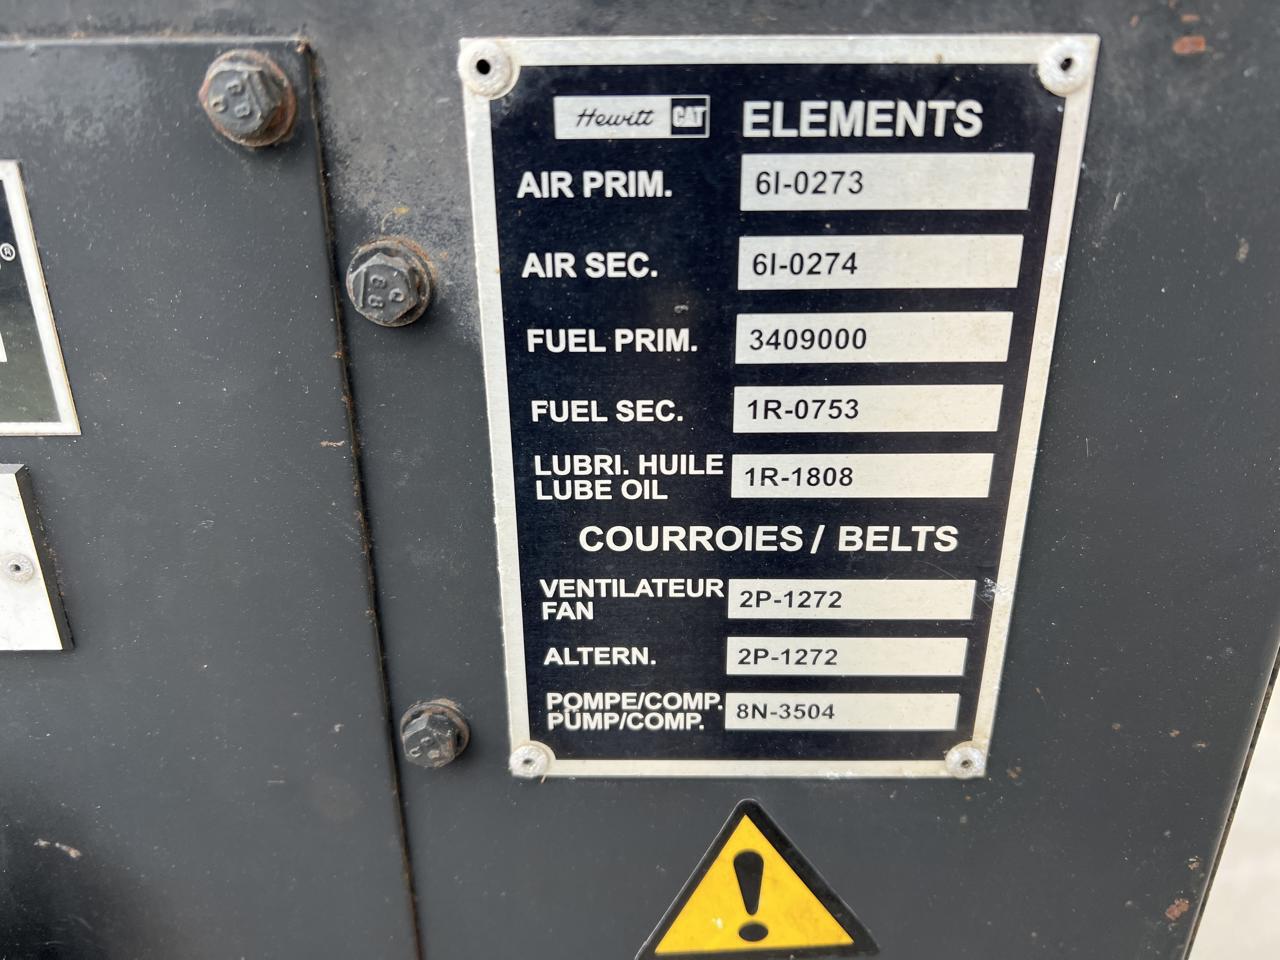 Hewitt CAT ELEMENTS
AIR PRIM. 6I-0273
AIR SEC. 6I-0274
FUEL PRIM. 3409000
FUEL SEC. 1R-0753
LUBRI. HUILE
LUBE OIL 1R-1808
COURROIES / BELTS
VENTILATEUR
FAN 2P-1272
ALTERN. 2P-1272
POMPE/COMP.
PUMP/COMP. 8N-3504
®